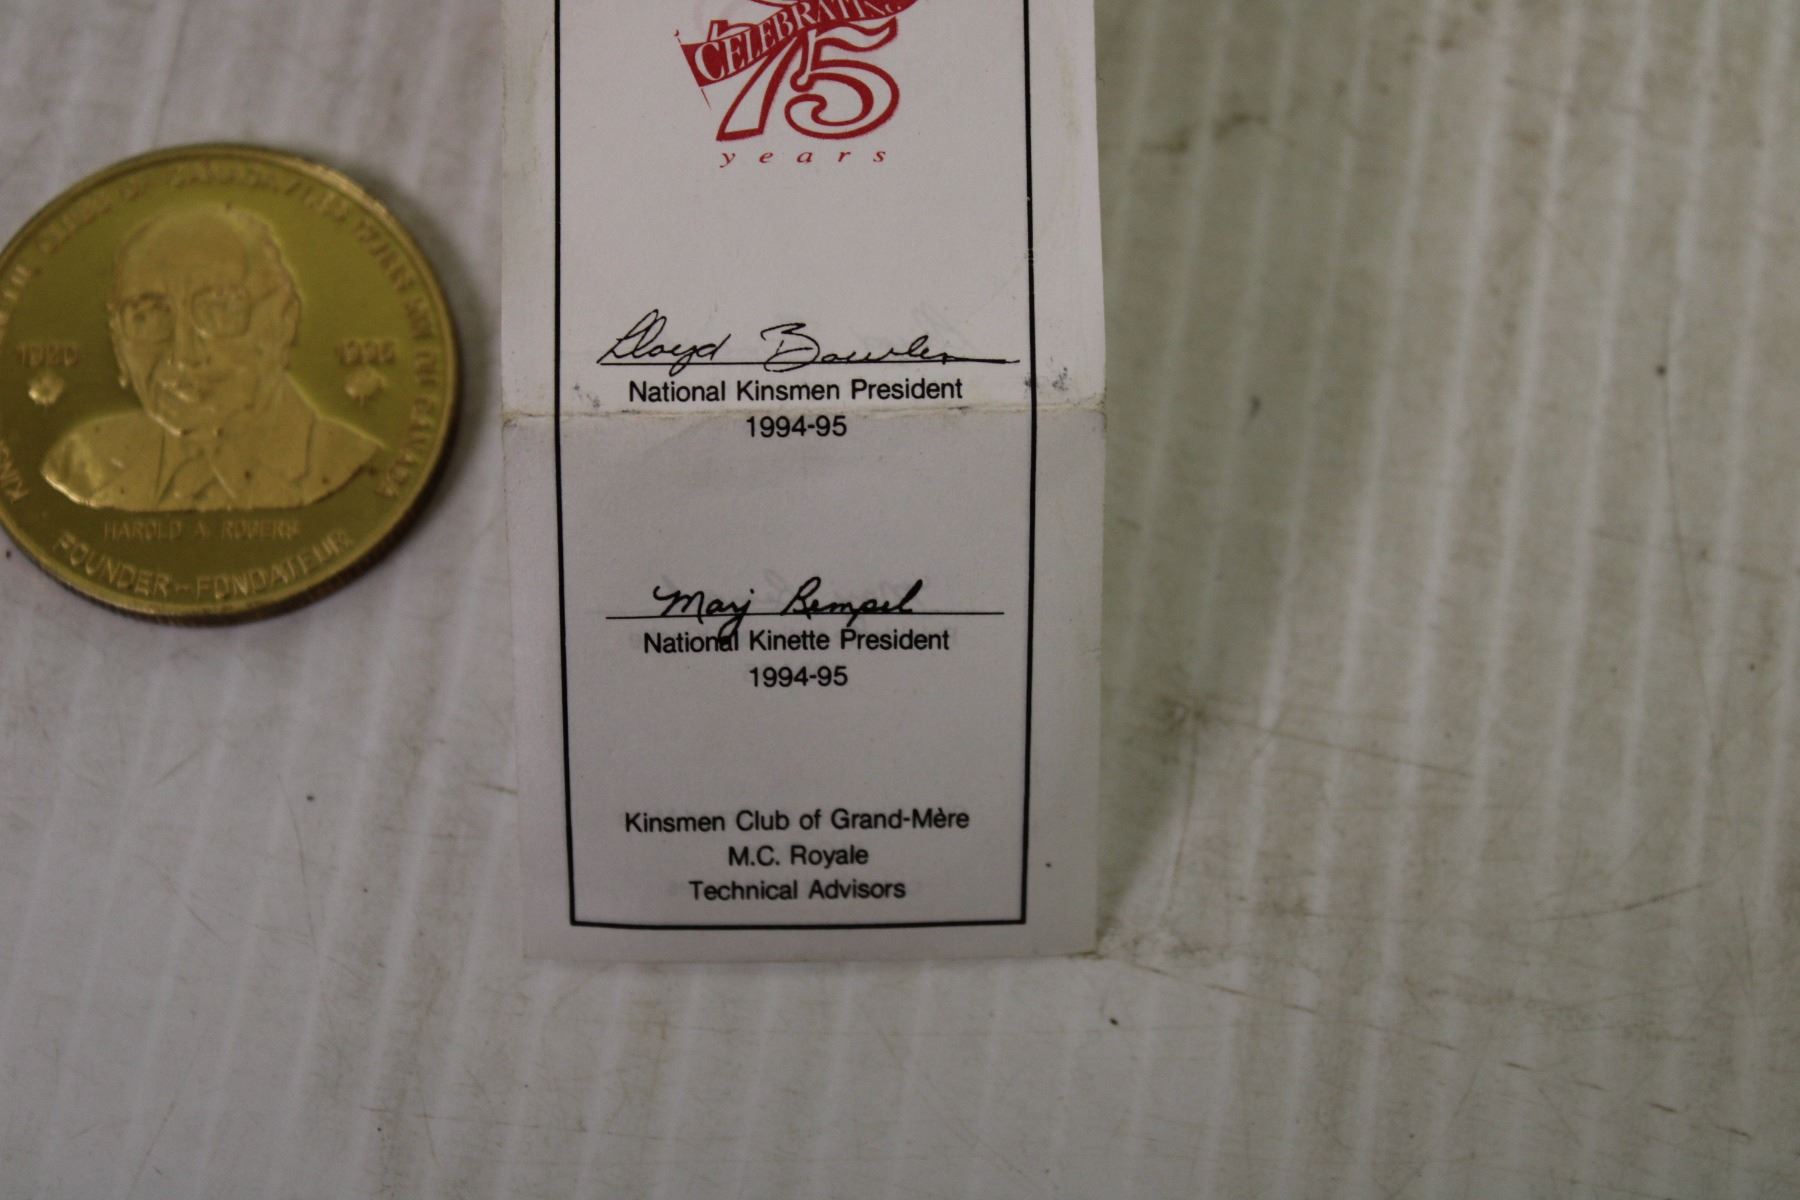 CELEBRATING
75
years
Lloyd Bowler
National Kinsmen President
1994-95
Marj Rempel
National Kinette President
1994-95
Kinsmen Club of Grand-Mère
M.C. Royale
Technical Advisors
1920
1995
HAROLD A. ROGERS
FOUNDER - FONDATEUR